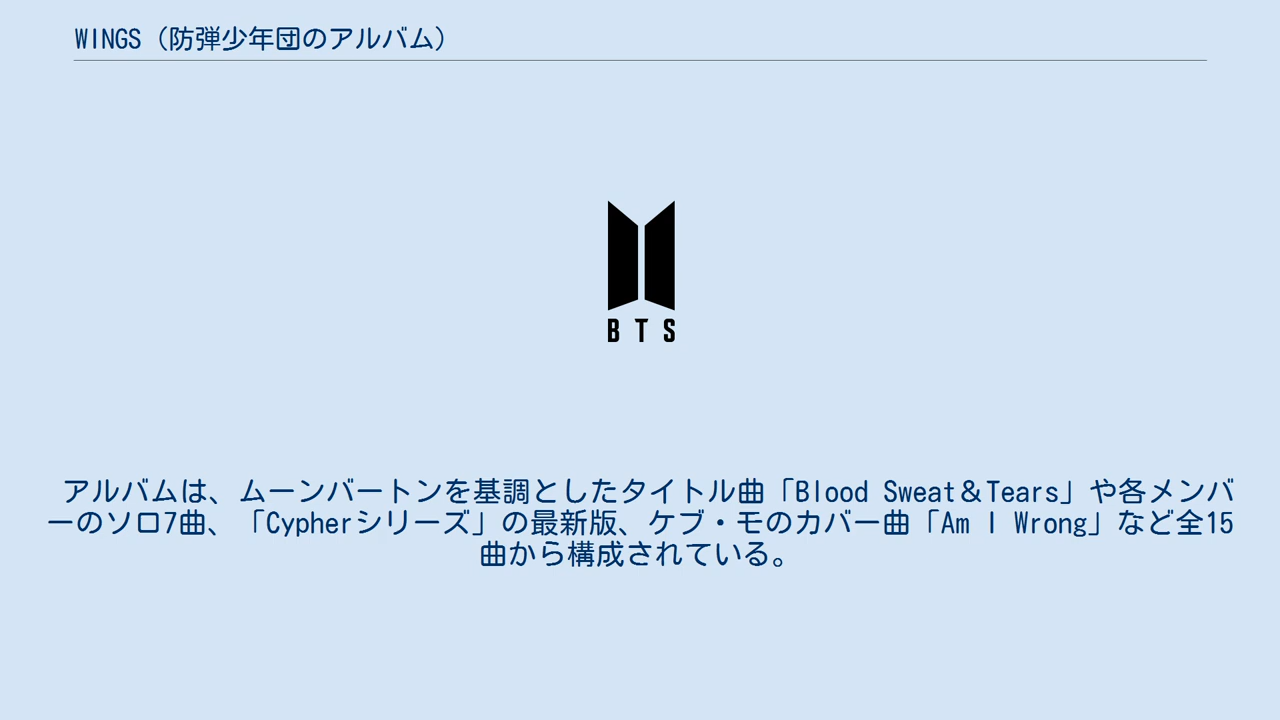 WINGS（防弾少年団のアルバム）
BTS
アルバムは、ムーンバートンを基調としたタイトル曲「Blood Sweat＆Tears」や各メンバ
ーのソロ7曲、「Cypherシリーズ」の最新版、ケブ・モのカバー曲「Am I Wrong」など全15
曲から構成されている。